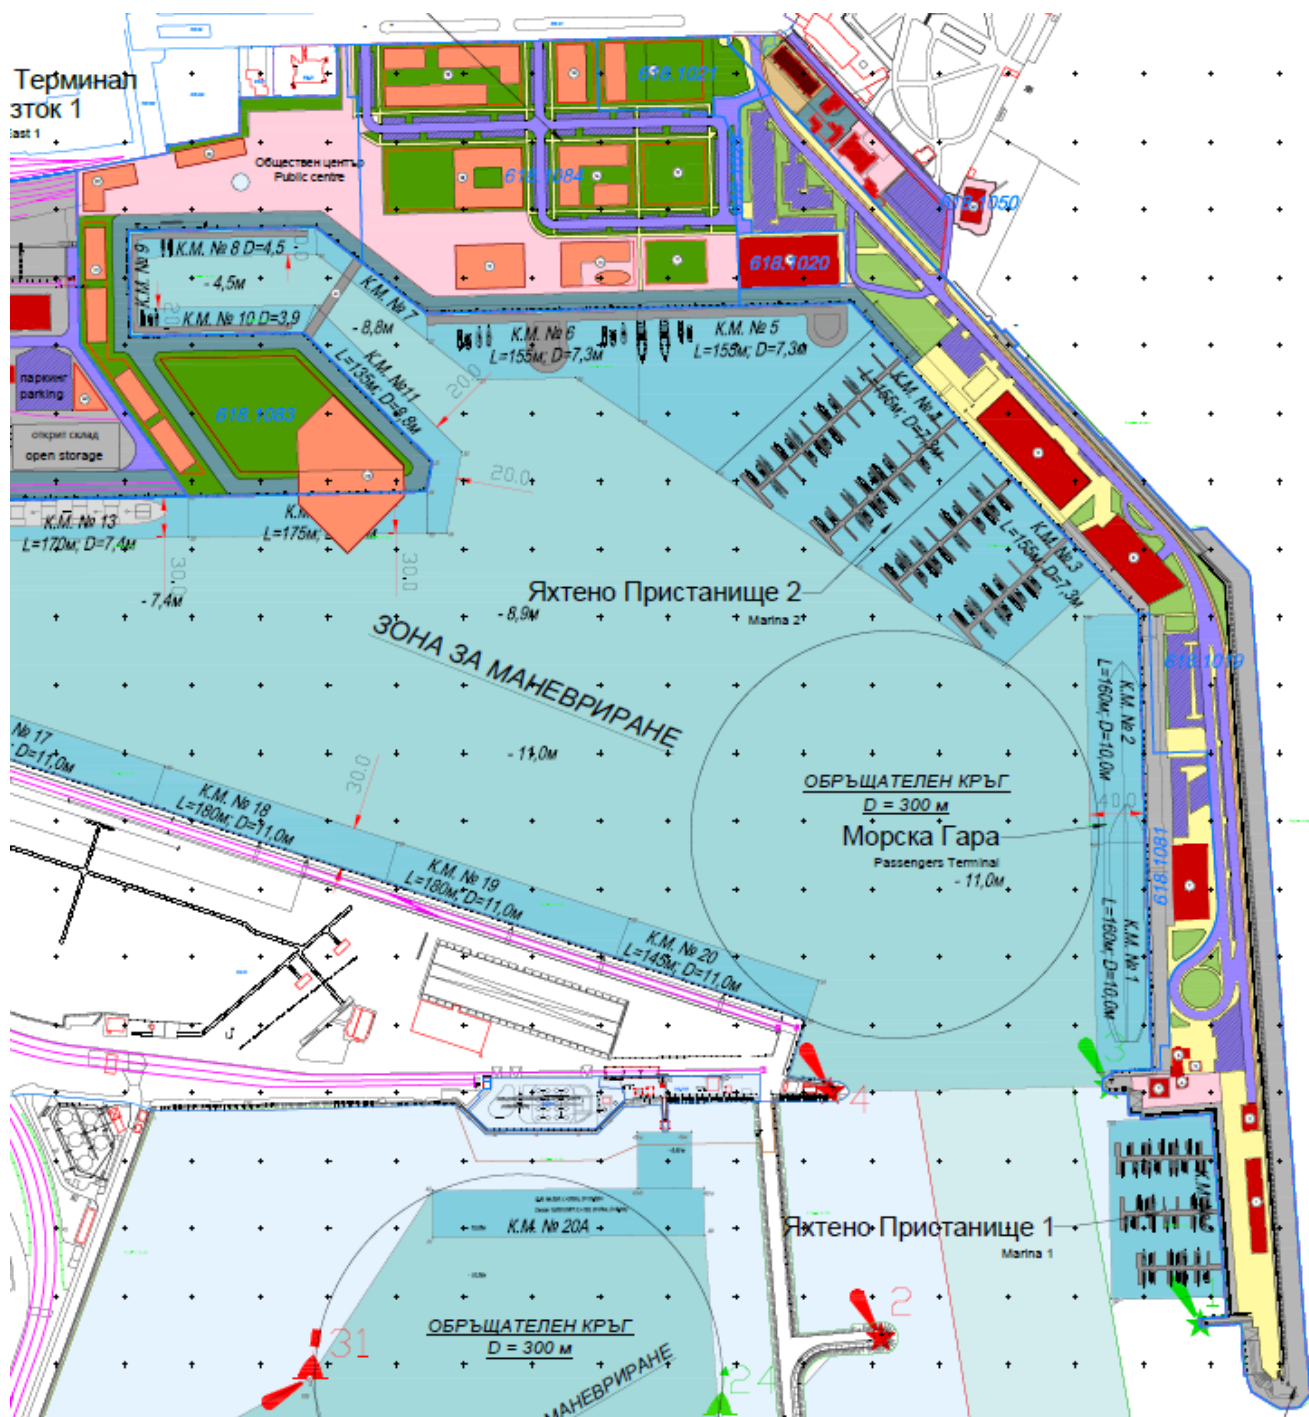 Терминал
зток 1
East 1
618.1021
Обществен център
Public centre
618.1084
618.1050
618.1020
К.М. № 9
К.М. № 8 D=4,5
- 4,5м
К.М. № 10 D=3,9
К.М. № 7
- 8,8м
К.М. №11
L=135м; D=8,8м
20.0
К.М. № 6
L=155м; D=7,3м
К.М. № 5
L=155м; D=7,3м
паркинг
parking
открит склад
open storage
618.1083
20.0
К.М. № 13
L=170м; D=7,4м
L=175м;
30.0
30.0
- 7,4м
К.М. № 3
L=155м; D=7,3м
Яхтено Пристанище 2
Marina 2
- 8,9м
ЗОНА ЗА МАНЕВРИРАНЕ
- 11,0м
618.1019
К.М. № 2
L=160м; D=10,0м
№ 17
D=11,0м
К.М. № 18
L=180м; D=11,0м
30.0
ОБРЪЩАТЕЛЕН КРЪГ
D = 300 м
40.0
Морска Гара
Passengers Terminal
- 11,0м
618.1081
К.М. № 19
L=180м; D=11,0м
К.М. № 20
L=145м; D=11,0м
К.М. № 1
L=160м; D=10,0м
3
4
К.М. № 20А
Яхтено Пристанище 1
Marina 1
1
2
ОБРЪЩАТЕЛЕН КРЪГ
D = 300 м
31
24
МАНЕВРИРАНЕ